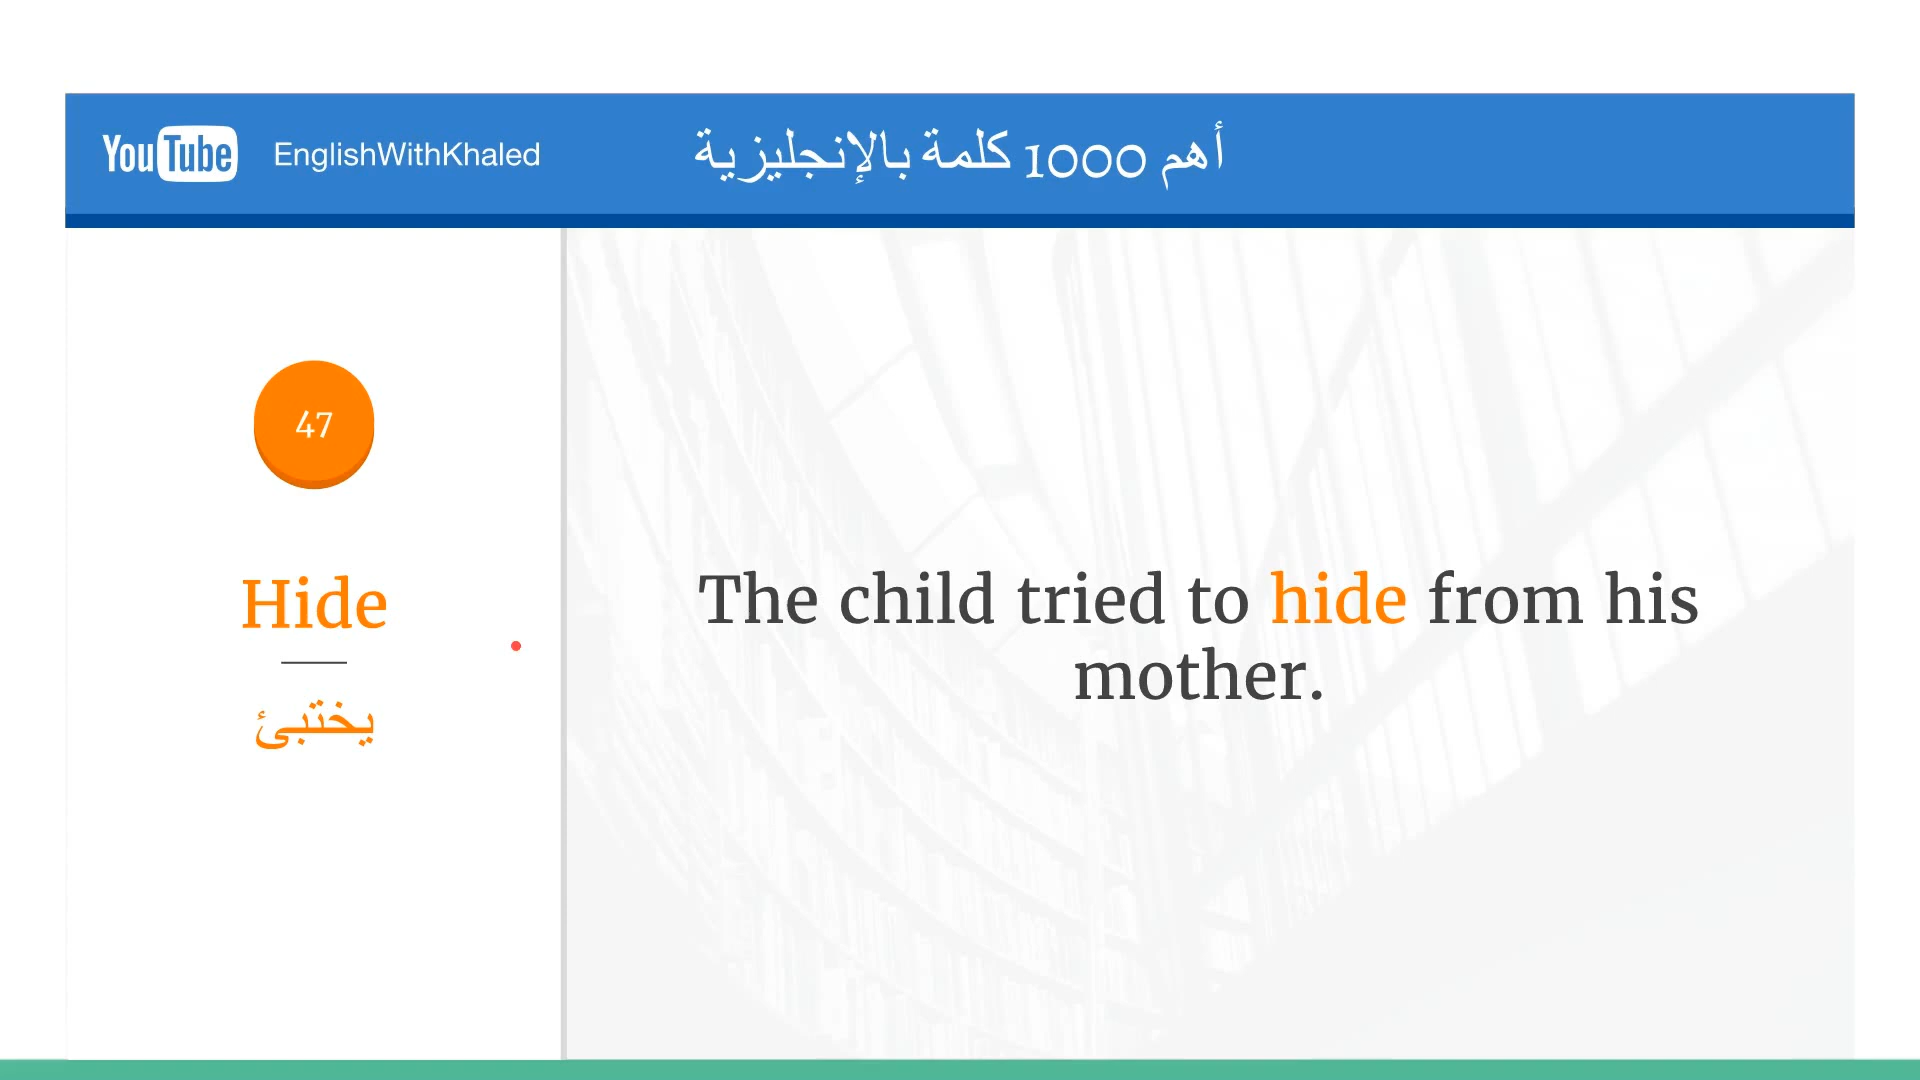 YouTube EnglishWithKhaled
أهم 1000 كلمة بالإنجليزية
47
Hide
يختبئ
The child tried to hide from his
mother.